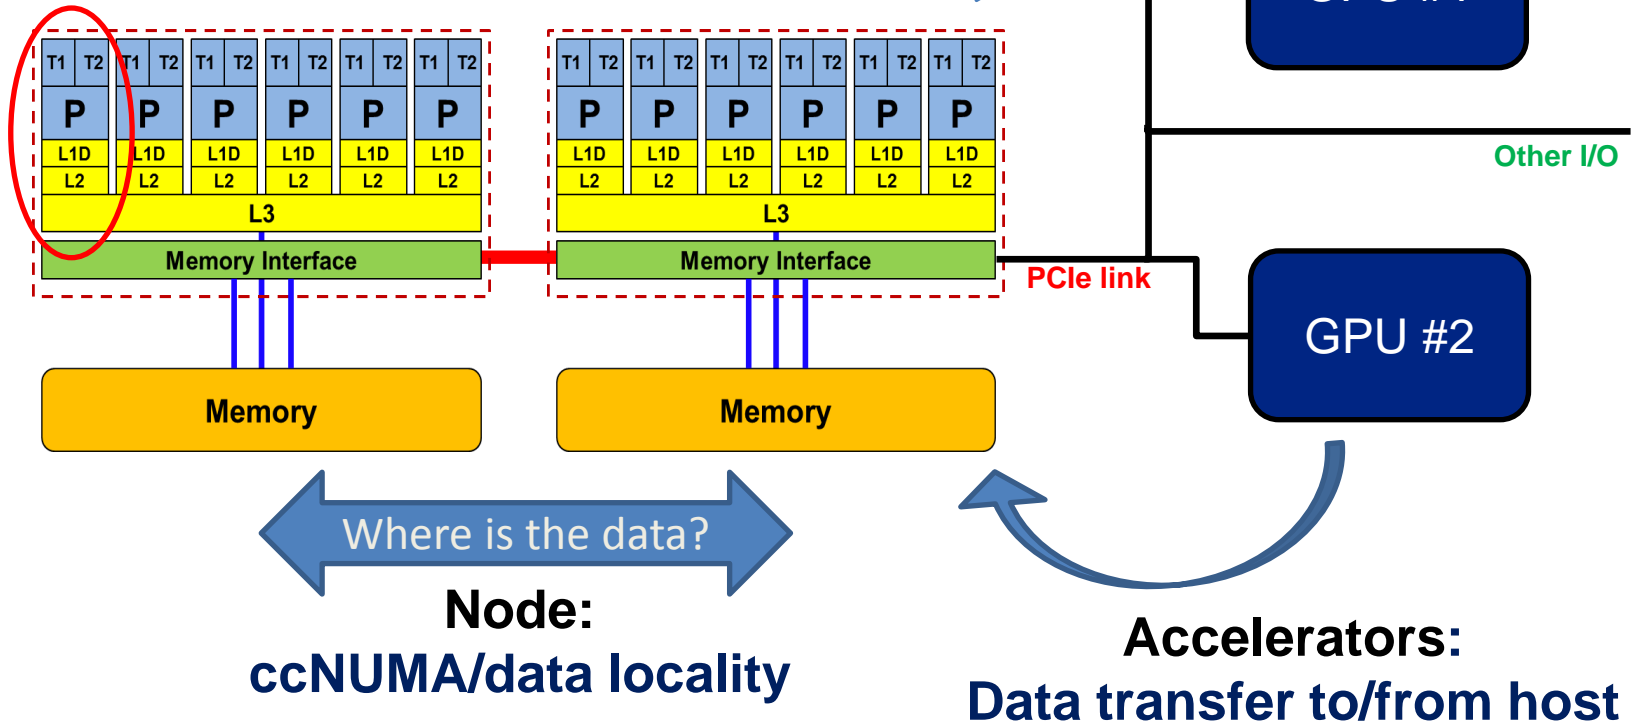 T1 T2 T1 T2 T1 T2 T1 T2 T1 T2 T1 T2
P P P P P P
L1D L1D L1D L1D L1D L1D
L2 L2 L2 L2 L2 L2
L3
Memory Interface
Memory
T1 T2 T1 T2 T1 T2 T1 T2 T1 T2 T1 T2
P P P P P P
L1D L1D L1D L1D L1D L1D
L2 L2 L2 L2 L2 L2
L3
Memory Interface
Memory
Other I/O
PCIe link
GPU #2
Where is the data?
Node:
ccNUMA/data locality
Accelerators:
Data transfer to/from host